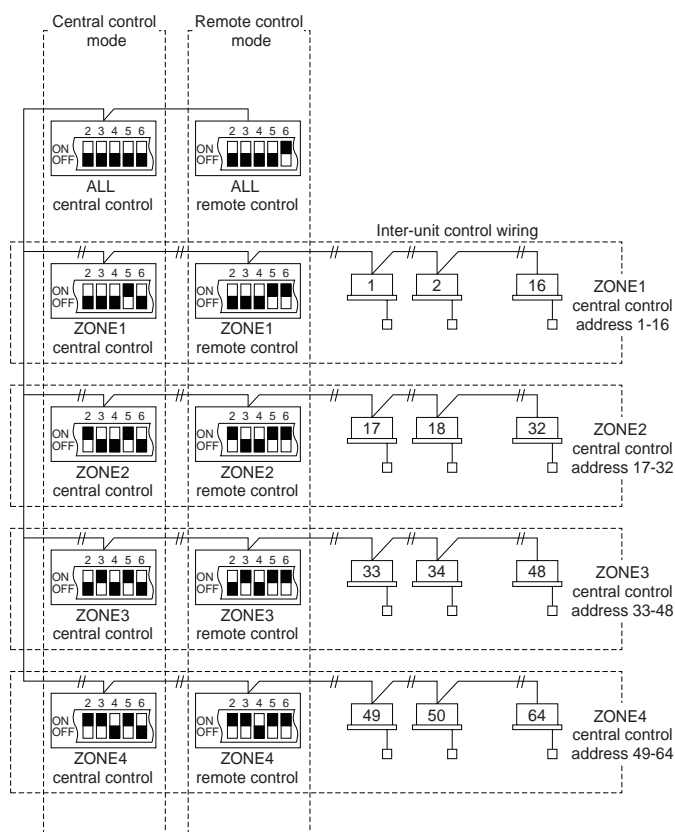 Central control
mode
Remote control
mode
2 3 4 5 6
ON
OFF
ALL
central control
2 3 4 5 6
ON
OFF
ALL
remote control
Inter-unit control wiring
2 3 4 5 6
ON
OFF
ZONE1
central control
2 3 4 5 6
ON
OFF
ZONE1
remote control
1
2
16
ZONE1
central control
address 1-16
2 3 4 5 6
ON
OFF
ZONE2
central control
2 3 4 5 6
ON
OFF
ZONE2
remote control
17
18
32
ZONE2
central control
address 17-32
2 3 4 5 6
ON
OFF
ZONE3
central control
2 3 4 5 6
ON
OFF
ZONE3
remote control
33
34
48
ZONE3
central control
address 33-48
2 3 4 5 6
ON
OFF
ZONE4
central control
2 3 4 5 6
ON
OFF
ZONE4
remote control
49
50
64
ZONE4
central control
address 49-64